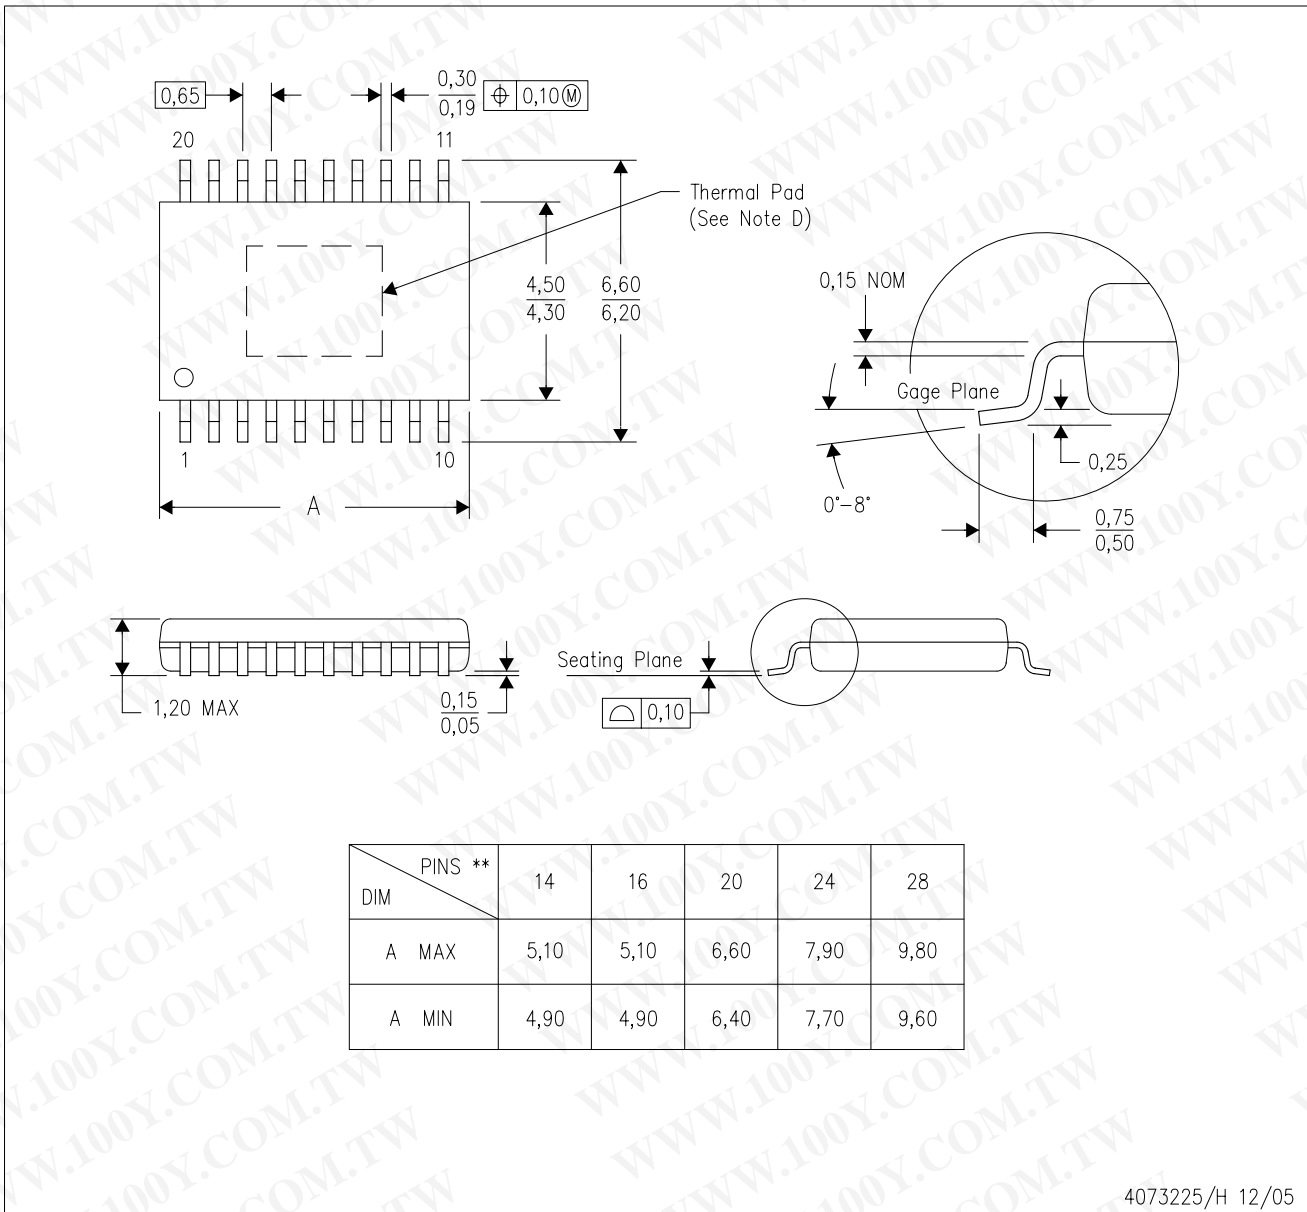 0,65
0,30
0,19
0,10 Ⓜ
20
11
Thermal Pad
(See Note D)
4,50
4,30
6,60
6,20
1
10
A
0,15 NOM
Gage Plane
0,25
0°–8°
0,75
0,50
1,20 MAX
0,15
0,05
Seating Plane
0,10
PINS **
DIM
14 16 20 24 28
A MAX 5,10 5,10 6,60 7,90 9,80
A MIN 4,90 4,90 6,40 7,70 9,60
4073225/H 12/05
WWW.100Y.COM.TW